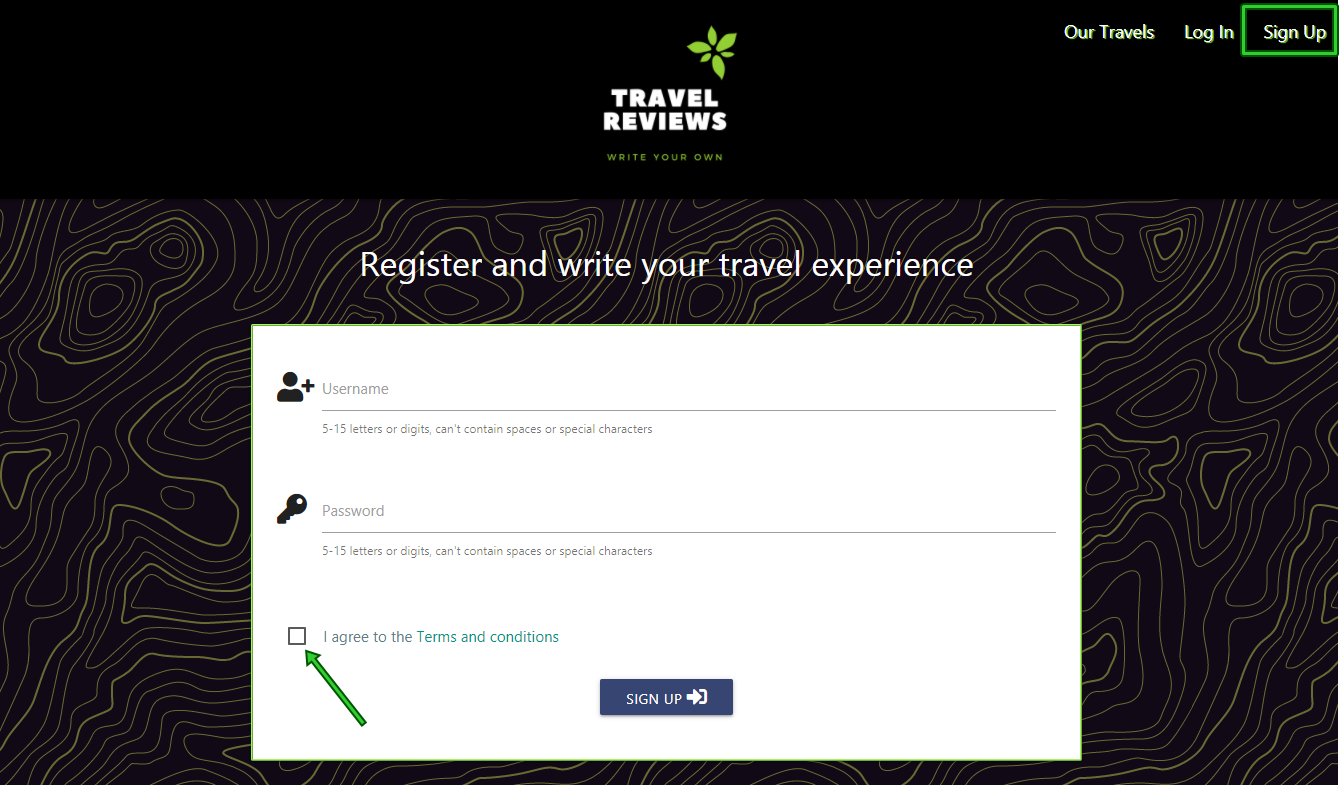 Our Travels Log In Sign Up
TRAVEL
REVIEWS
WRITE YOUR OWN
Register and write your travel experience
Username
5-15 letters or digits, can't contain spaces or special characters
Password
5-15 letters or digits, can't contain spaces or special characters
I agree to the Terms and conditions
SIGN UP